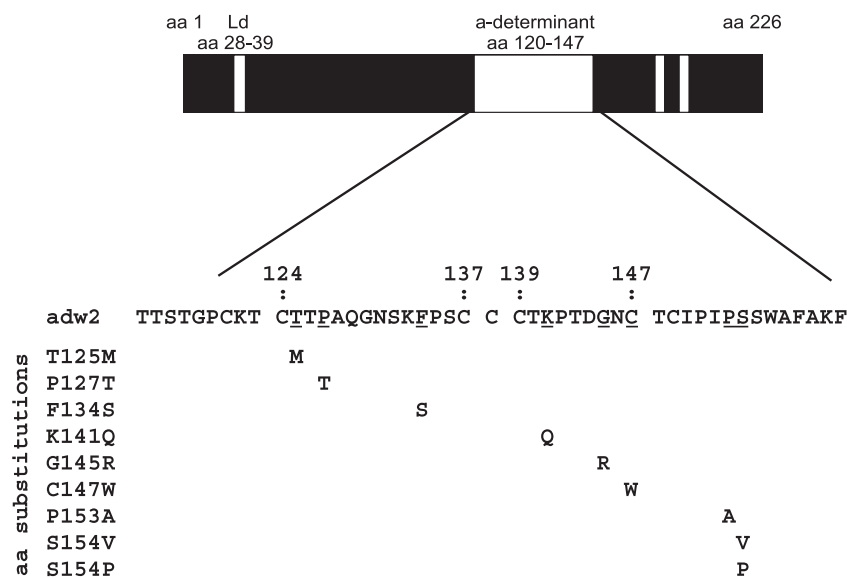 aa 1 Ld a-determinant aa 226
aa 28-39 aa 120-147
124 137 139 147
: : : :
adw2 TTSTGPCKT CTTPAQGNSKFPSC C CTKPTDGNC TCIPIPSSWAFAKF
aa substitutions
T125M M
P127T T
F134S S
K141Q Q
G145R R
C147W W
P153A A
S154V V
S154P P